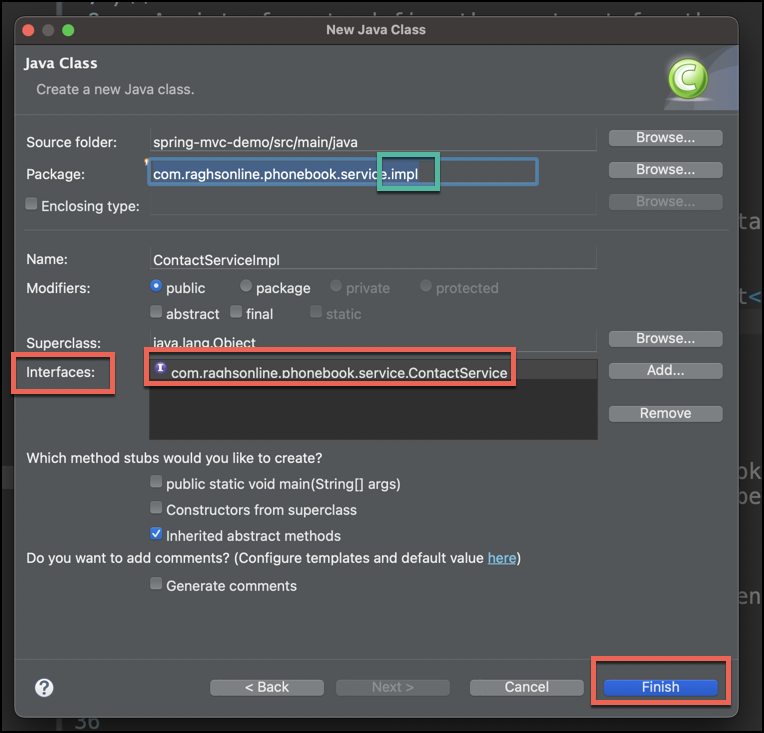 New Java Class
Java Class
Create a new Java class.
Source folder: spring-mvc-demo/src/main/java Browse...
Package: com.raghsonline.phonebook.service.impl Browse...
Enclosing type: Browse...
Name: ContactServiceImpl
Modifiers: public package private protected
abstract final static
Superclass: java.lang.Object Browse...
Interfaces: com.raghsonline.phonebook.service.ContactService Add...
Remove
Which method stubs would you like to create?
public static void main(String[] args)
Constructors from superclass
Inherited abstract methods
Do you want to add comments? (Configure templates and default value here)
Generate comments
? < Back Next > Cancel Finish
36